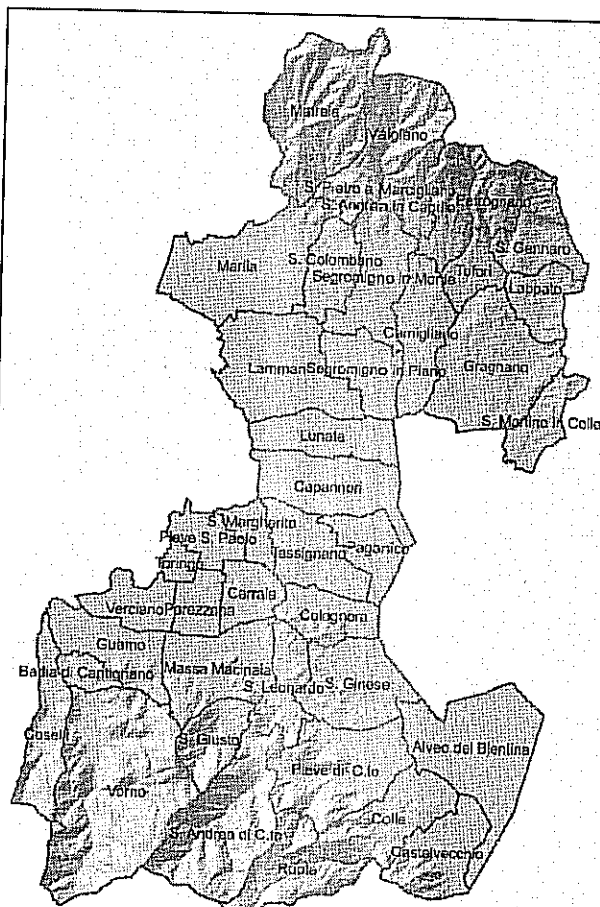 Matraia
Valgiano
S. Pietro a Marcigliano
S. Andrea in Caprile
Petrognano
S. Gennaro
S. Colombano
Marlia
Segromigno in Monte
Tofori
Lappato
Camigliano
Lammari
Segromigno in Piano
Gragnano
S. Martino in Colle
Lunata
Capannori
S. Margherita
Pieve S. Paolo
Paganico
Tassignano
Toringo
Carraia
Verciano
Parezzana
Colognora
Guamo
Badia di Cantignano
Massa Macinaia
S. Leonardo
S. Ginese
Coselli
S. Giusto
Alveo del Bientina
Vorno
Pieve di C.to
Colle
S. Andrea di C.to
Castelvecchio
Ruota